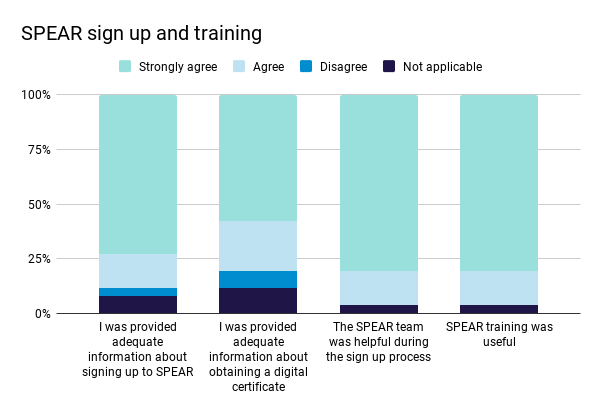 SPEAR sign up and training
Strongly agree Agree Disagree Not applicable
100%
75%
50%
25%
0%
I was provided
adequate
information about
signing up to SPEAR
I was provided
adequate
information about
obtaining a digital
certificate
The SPEAR team
was helpful during
the sign up process
SPEAR training was
useful